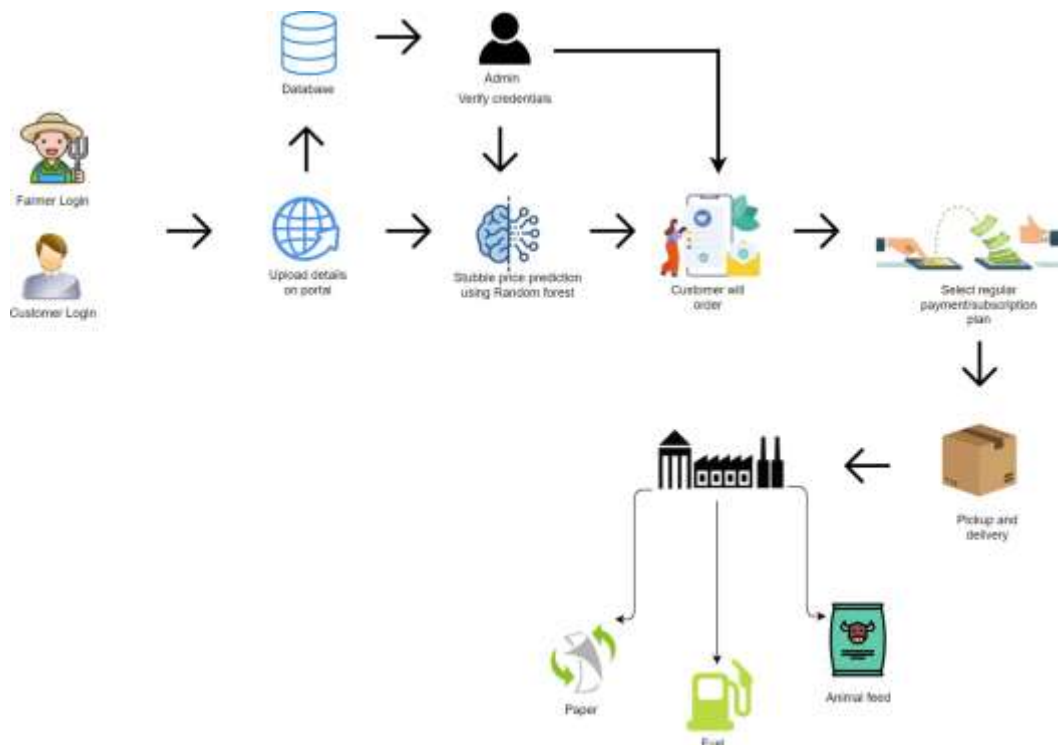 Database
Admin
Verify credentials
Farmer Login
Customer Login
Upload details
on portal
Stubble price prediction
using Random forest
Customer will
order
Select regular
payment/subscription
plan
Pickup and
delivery
Paper
Fuel
Animal feed